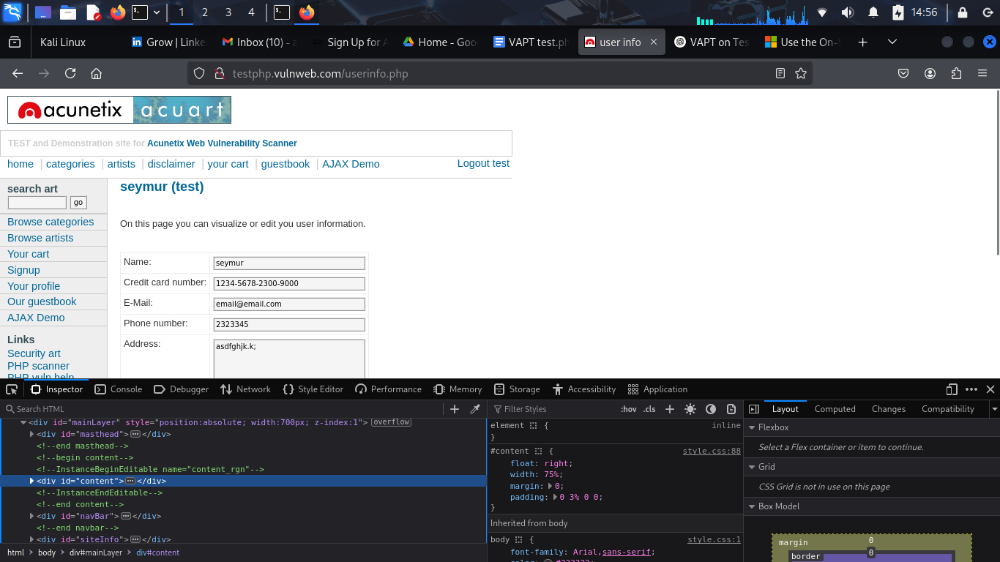 1 2 3 4 14:56
Kali Linux Grow | Linke Inbox (10) - a Sign Up for A Home - Goo VAPT test.ph user info VAPT on Tes Use the On-S
testphp.vulnweb.com/userinfo.php
acunetix acuart
TEST and Demonstration site for Acunetix Web Vulnerability Scanner
home | categories | artists | disclaimer | your cart | guestbook | AJAX Demo Logout test
search art
go
Browse categories
Browse artists
Your cart
Signup
Your profile
Our guestbook
AJAX Demo
Links
Security art
PHP scanner
PHP vuln help
seymur (test)
On this page you can visualize or edit you user information.
Name: seymur
Credit card number: 1234-5678-2300-9000
E-Mail: email@email.com
Phone number: 2323345
Address: asdfghjk.k;
Inspector Console Debugger Network Style Editor Performance Memory Storage Accessibility Application
Search HTML
<div id="mainLayer" style="position:absolute; width:700px; z-index:1"> overflow
<div id="masthead"> ••• </div>
<!--end masthead-->
<!--begin content-->
<!--InstanceBeginEditable name="content_rgn"-->
<div id="content"> ••• </div>
<!--InstanceEndEditable-->
<!--end content-->
<div id="navBar"> ••• </div>
<!--end navbar-->
<div id="siteInfo"> ••• </div>
html > body > div#mainLayer > div#content
Filter Styles :hov .cls
element { inline
}
#content { style.css:88
float: right;
width: 75%;
margin: 0;
padding: 0 3% 0 0;
}
Inherited from body
body { style.css:1
font-family: Arial,sans-serif;
Layout Computed Changes Compatibility
Flexbox
Select a Flex container or item to continue.
Grid
CSS Grid is not in use on this page
Box Model
margin 0
border 0